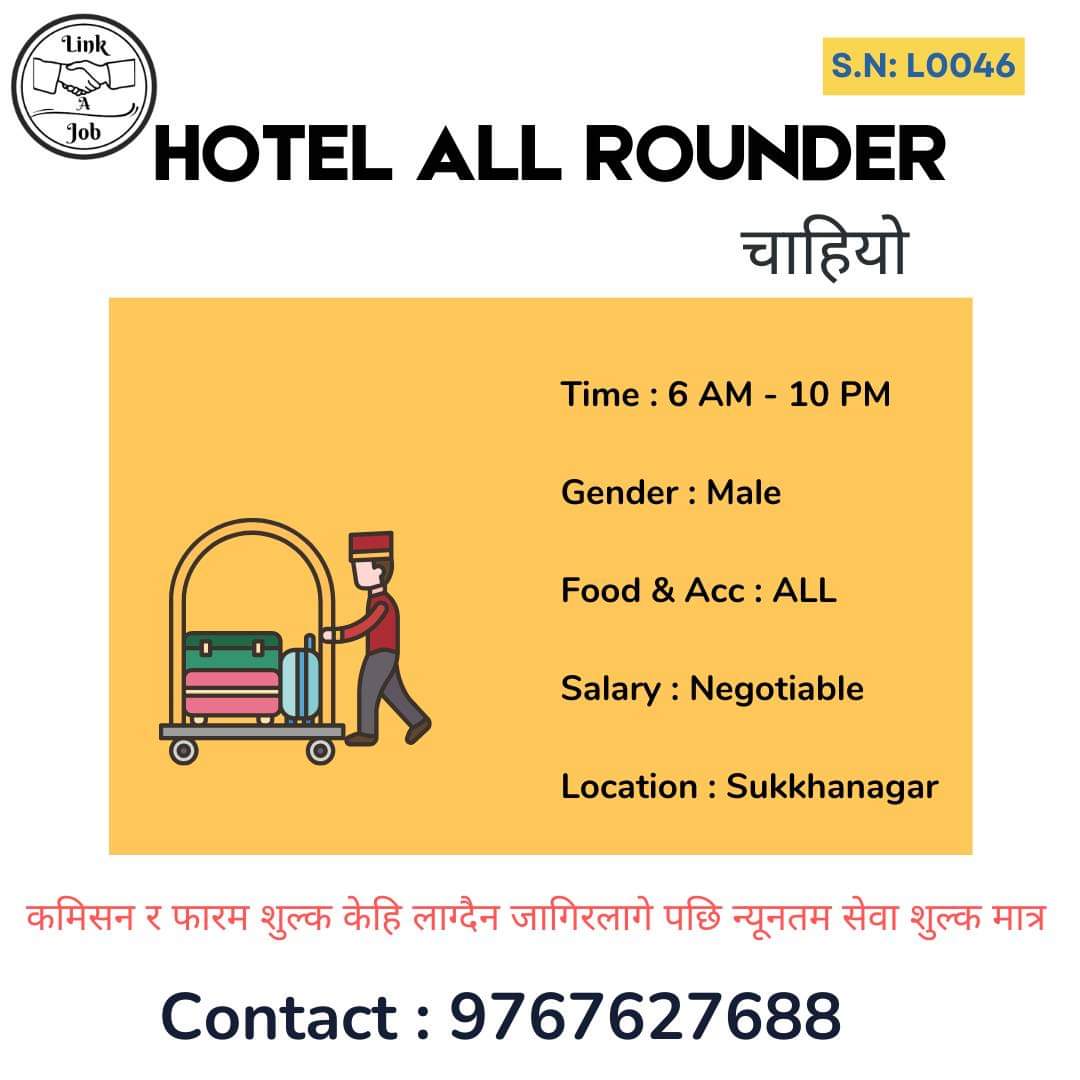 Link
A
Job
S.N: L0046
HOTEL ALL ROUNDER
चाहियो
Time : 6 AM - 10 PM
Gender : Male
Food & Acc : ALL
Salary : Negotiable
Location : Sukkhanagar
कमिसन र फारम शुल्क केहि लाग्दैन जागिरलागे पछि न्यूनतम सेवा शुल्क मात्र
Contact : 9767627688